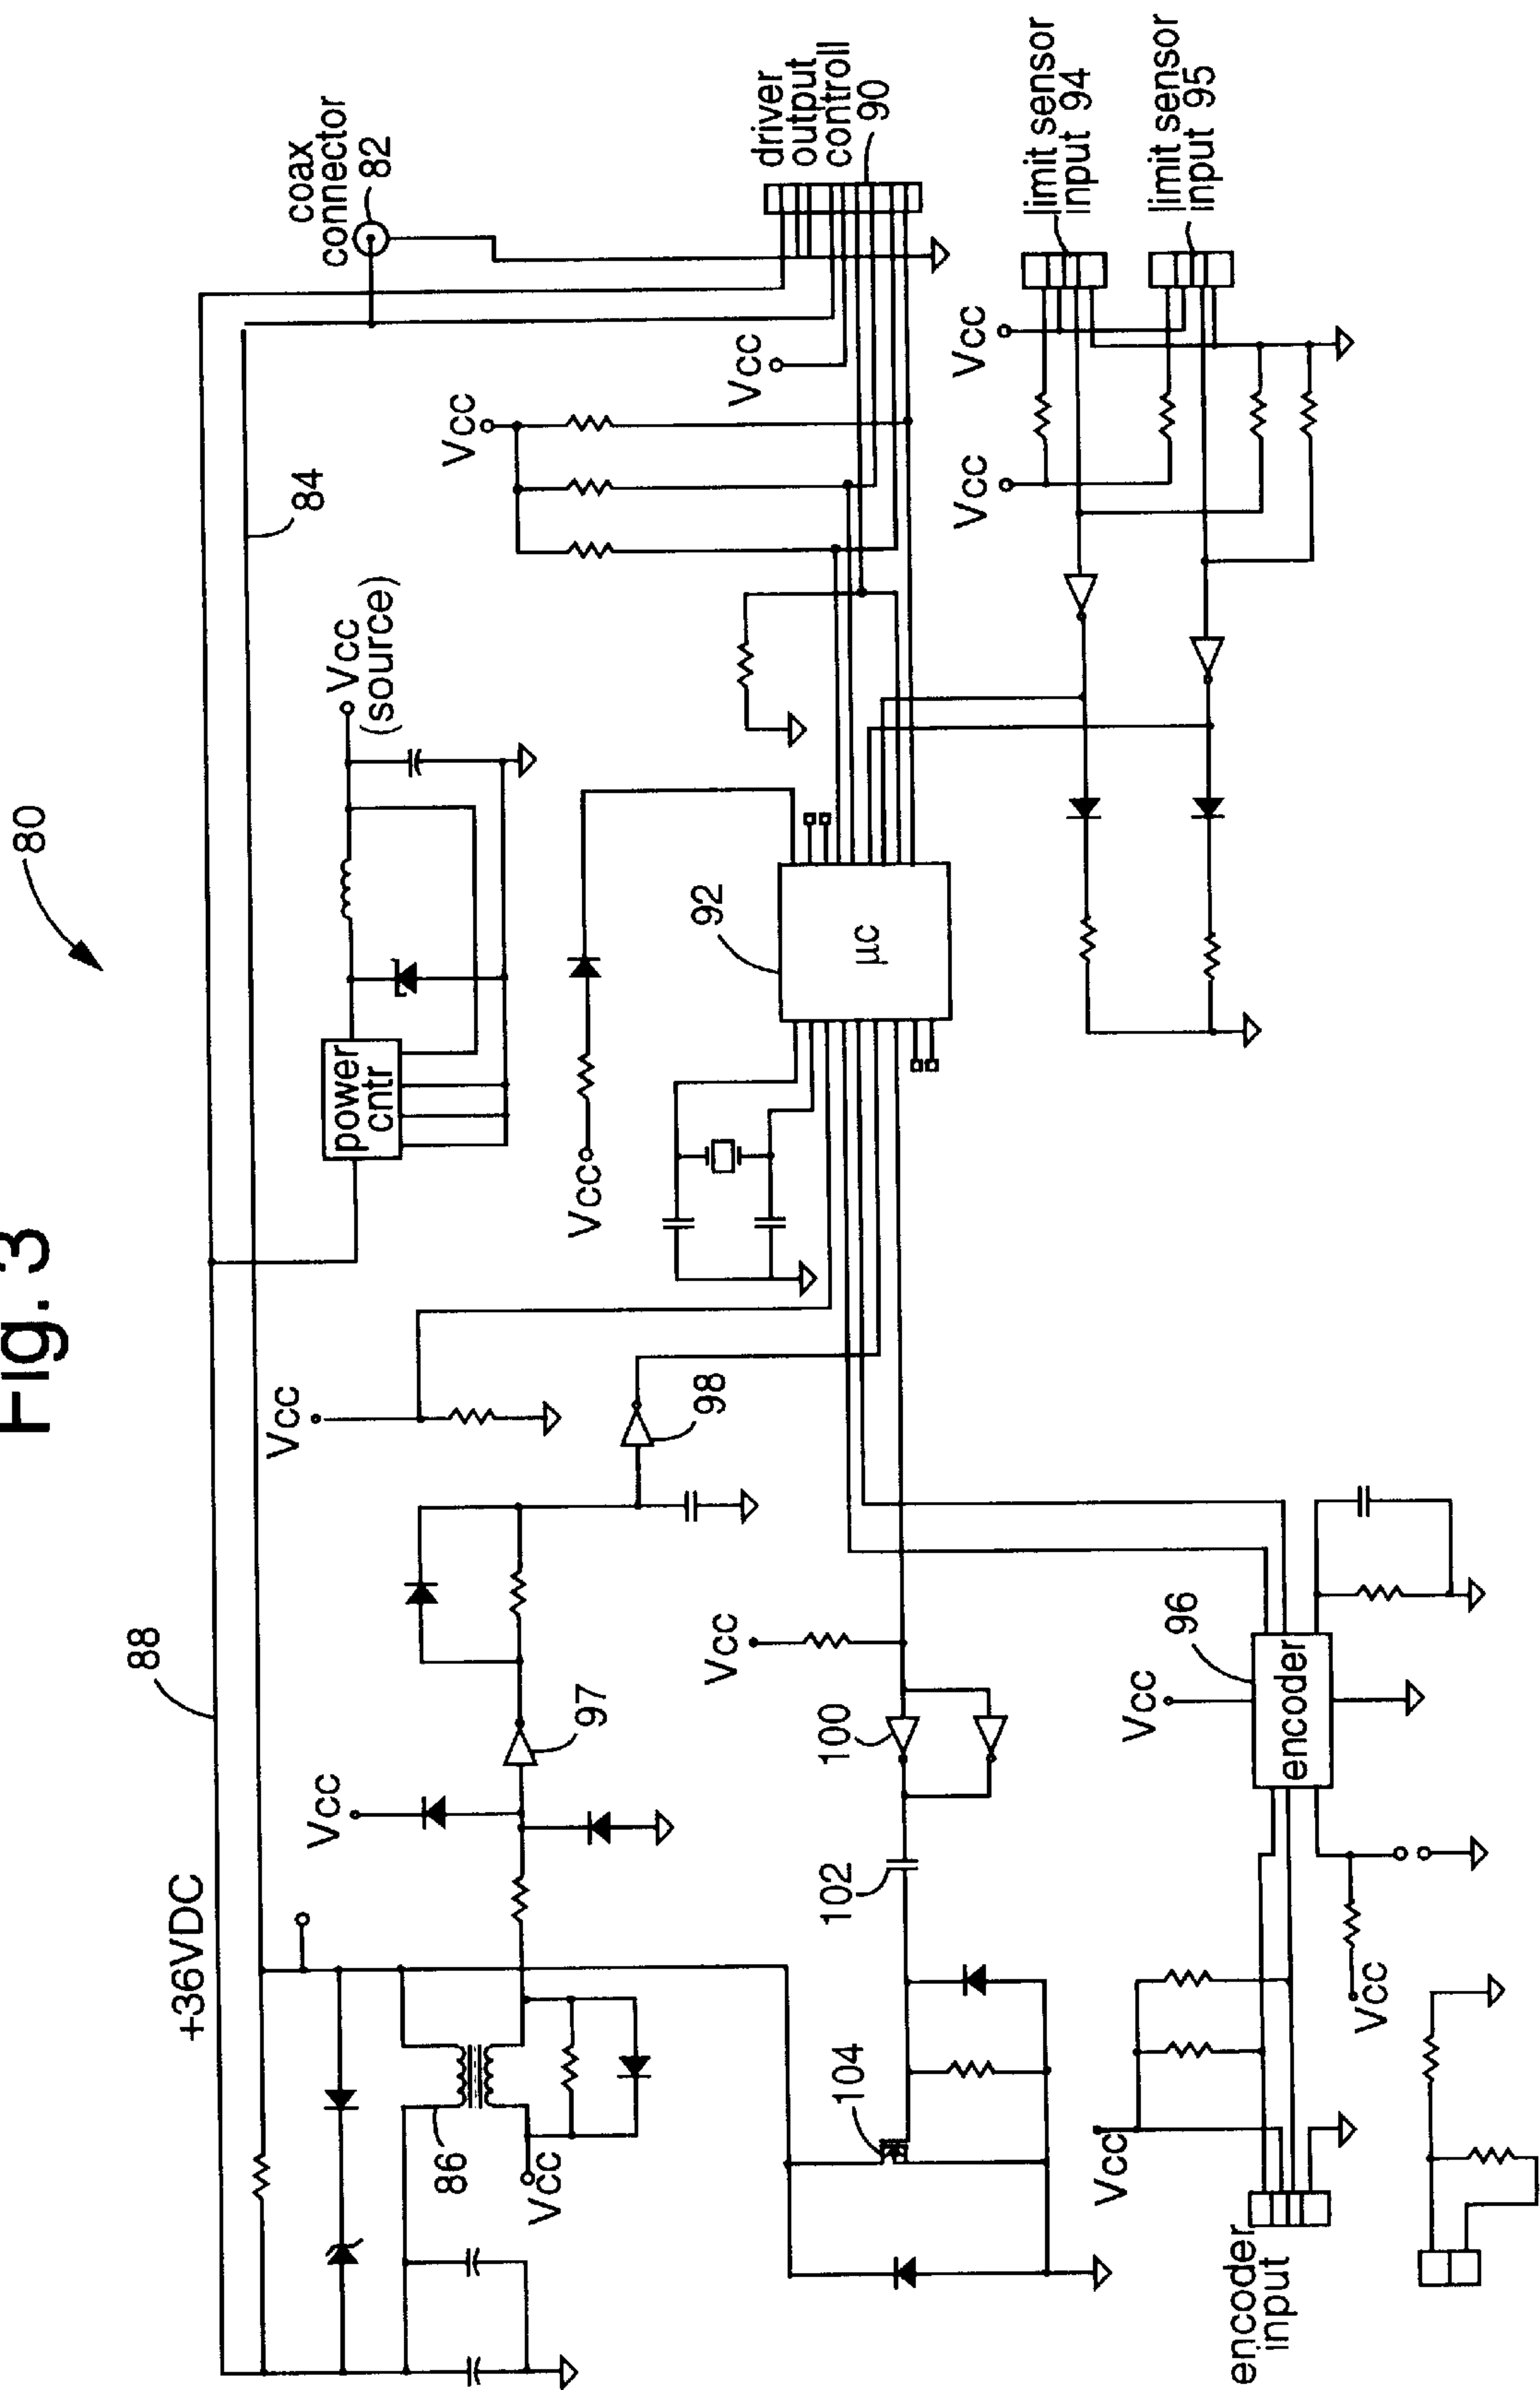 Fig. 3
80
88
+36VDC
84
coax
connector
82
Vcc
(source)
power
cntr
Vcc
Vcc
driver
output
controll
90
Vcc
Vcc
86
Vcc
97
98
Vcc
92
µc
Vcc
Vcc
limit sensor
input 94
limit sensor
input 95
Vcc
100
102
104
Vcc
96
encoder
Vcc
Vcc
encoder
input